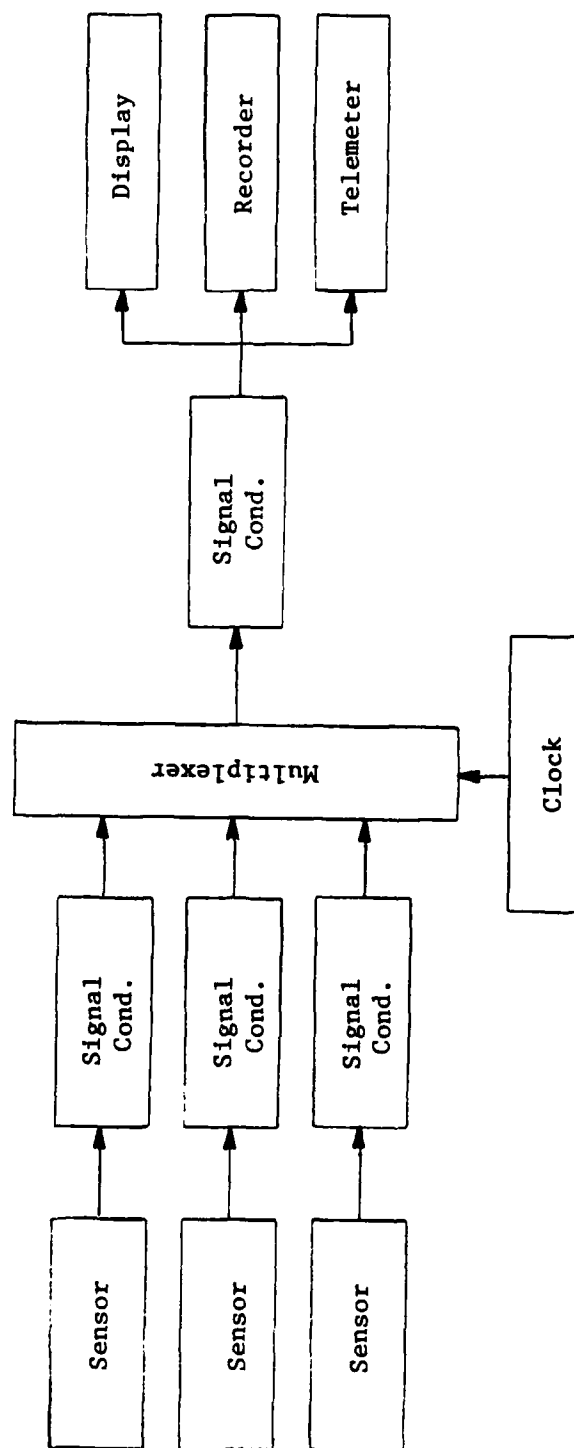 Sensor
Sensor
Sensor
Signal
Cond.
Signal
Cond.
Signal
Cond.
Multiplexer
Clock
Signal
Cond.
Display
Recorder
Telemeter